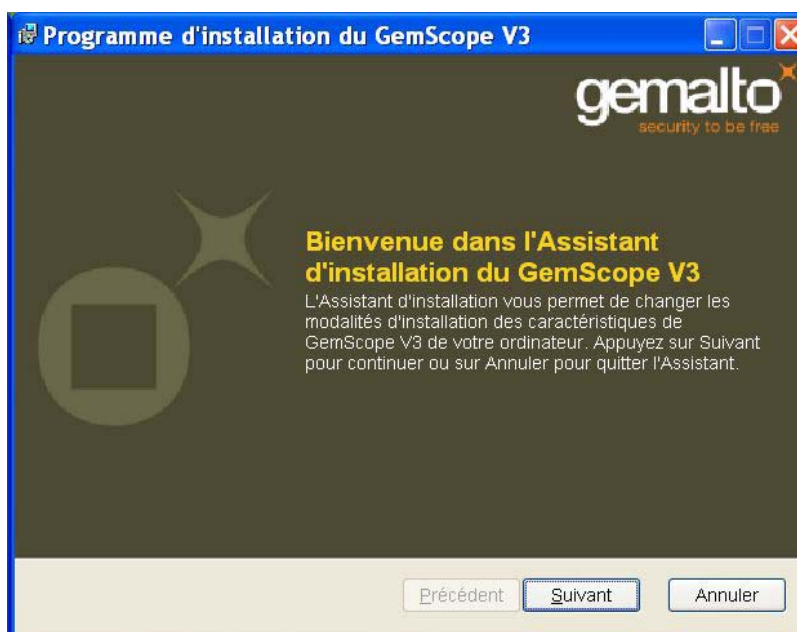 Programme d'installation du GemScope V3
gemalto
security to be free
Bienvenue dans l'Assistant
d'installation du GemScope V3
L'Assistant d'installation vous permet de changer les
modalités d'installation des caractéristiques de
GemScope V3 de votre ordinateur. Appuyez sur Suivant
pour continuer ou sur Annuler pour quitter l'Assistant.
Précédent Suivant Annuler